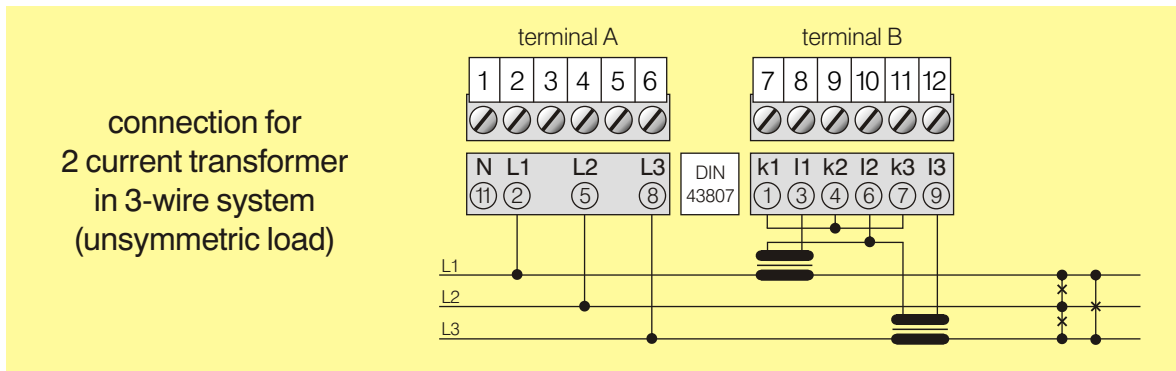 terminal A terminal B
1 2 3 4 5 6 7 8 9 10 11 12
connection for
2 current transformer
in 3-wire system
(unsymmetric load)
N L1 L2 L3 DIN 43807 k1 l1 k2 l2 k3 l3
11 2 5 8 1 3 4 6 7 9
L1
L2
L3